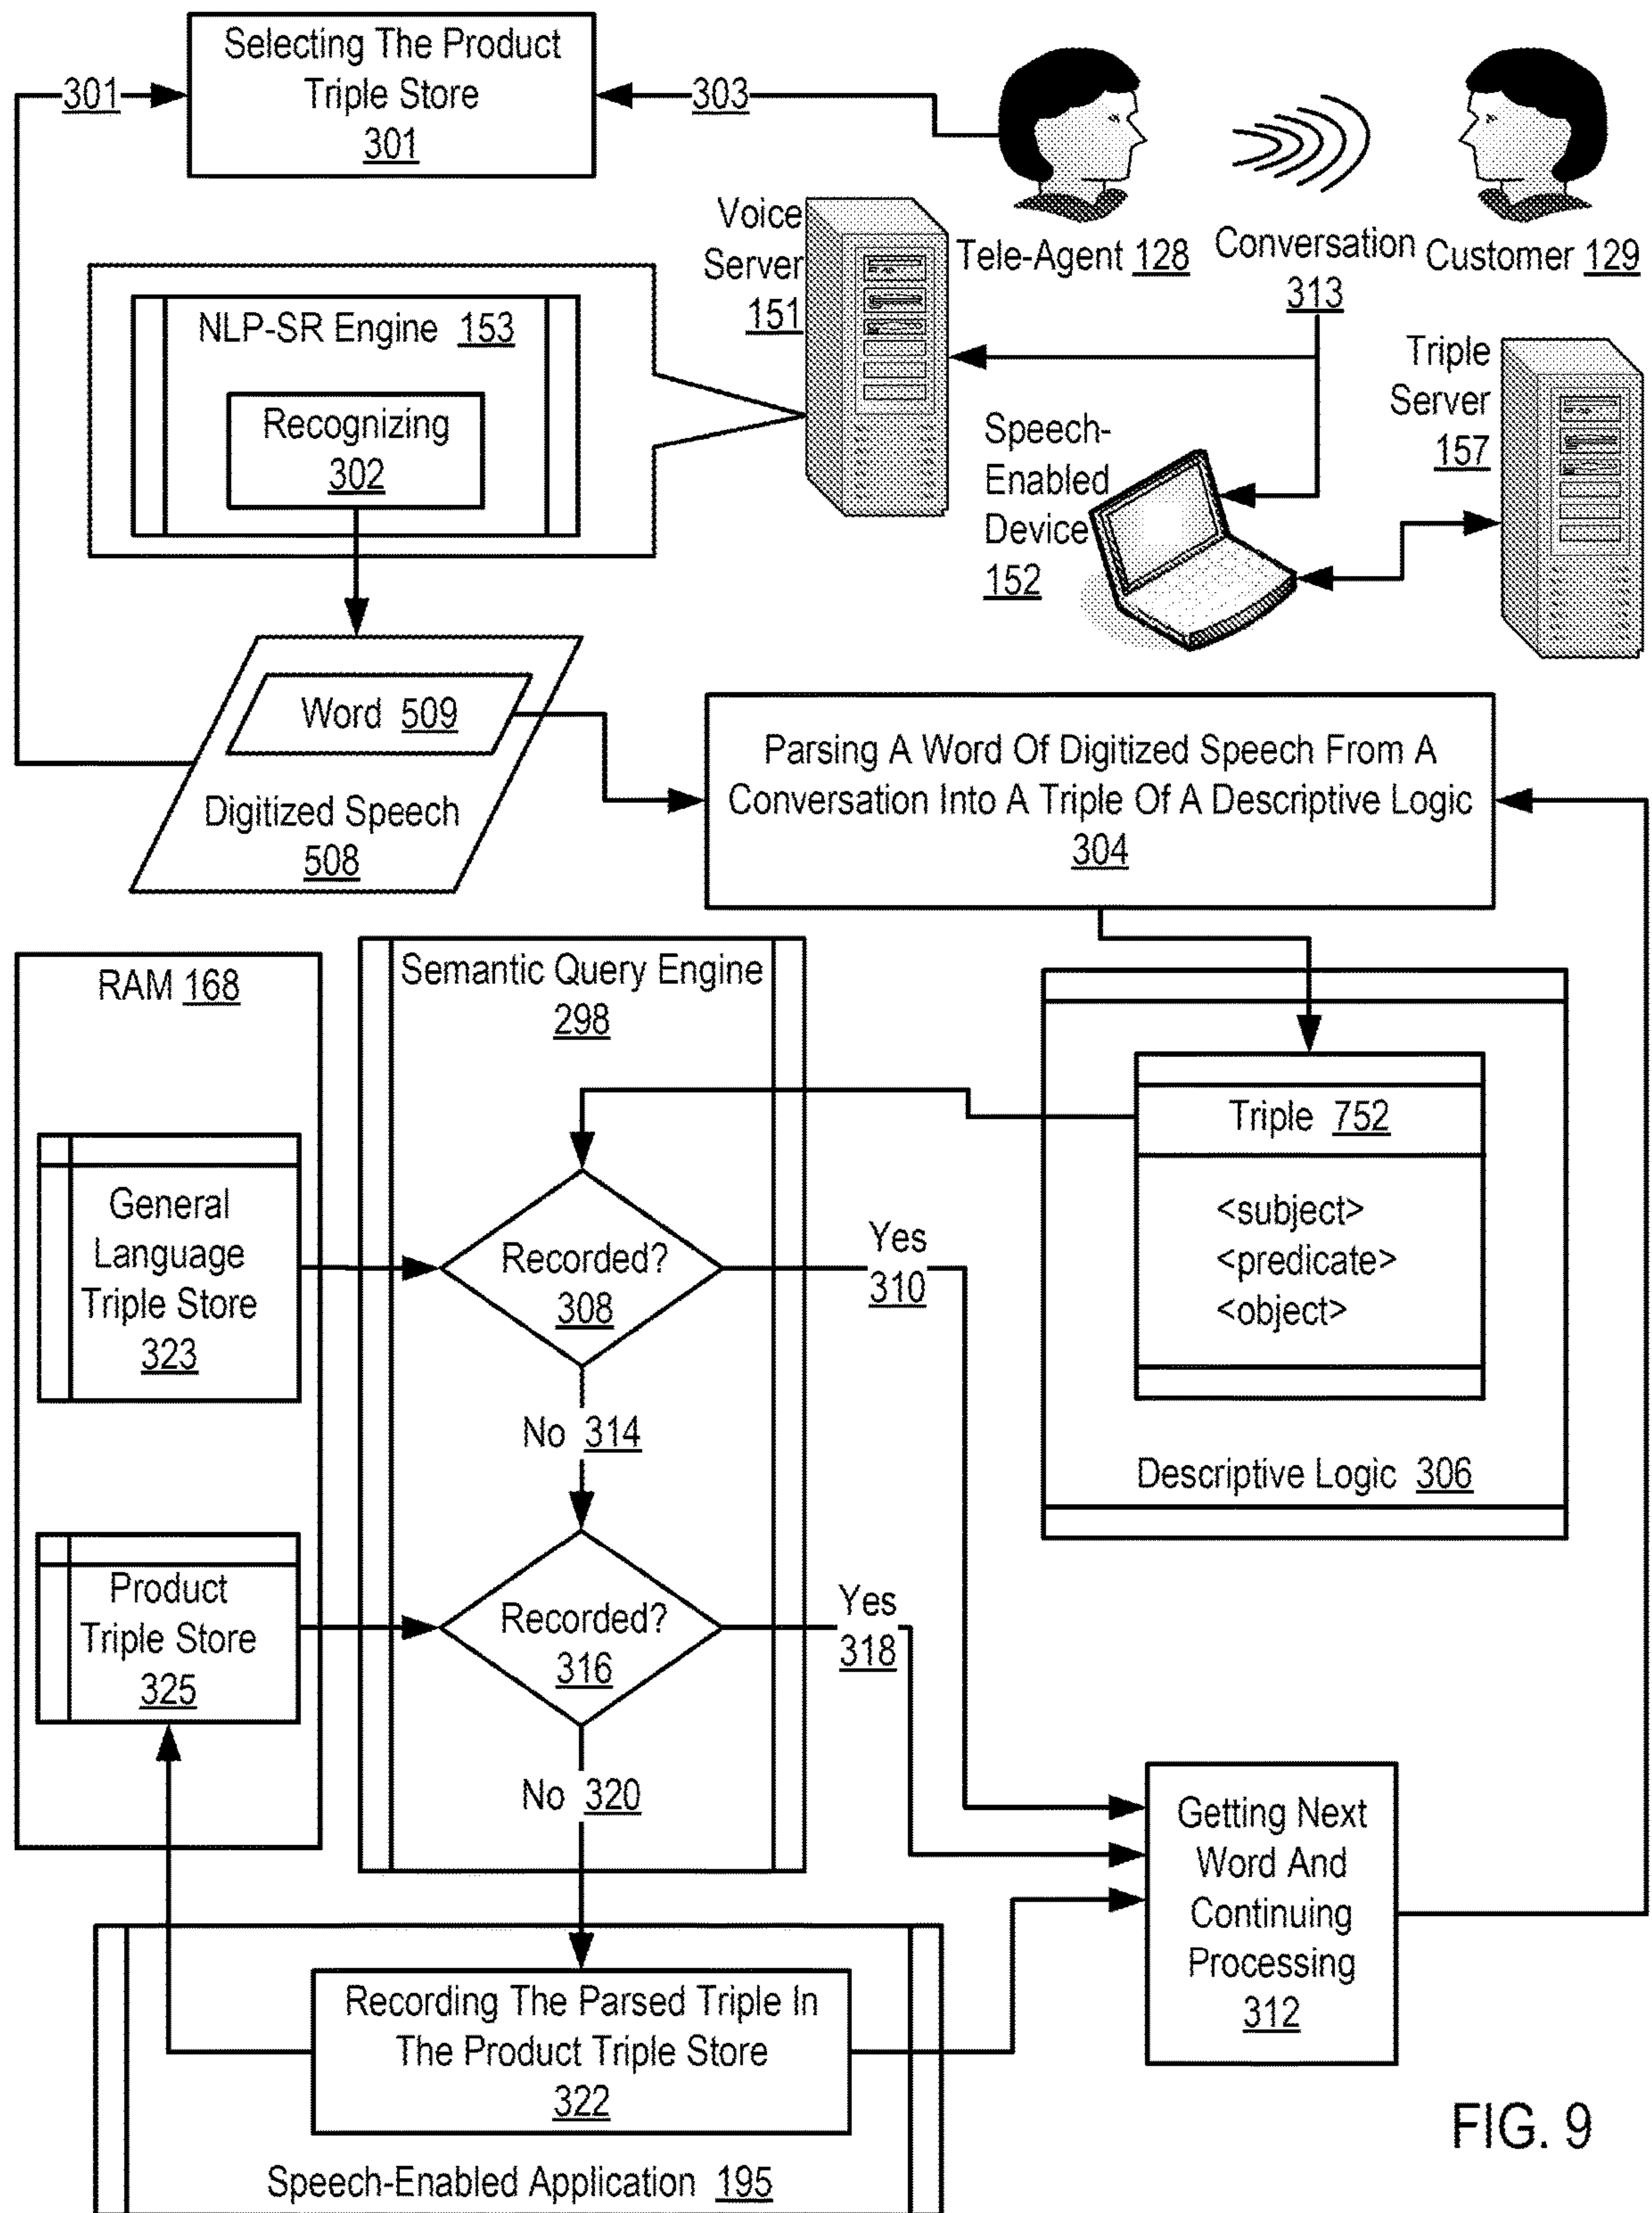 Selecting The Product
Triple Store
301
301
303
Tele-Agent 128
Conversation
313
Customer 129
Voice
Server
151
NLP-SR Engine 153
Recognizing
302
Speech-
Enabled
Device
152
Triple
Server
157
Word 509
Digitized Speech
508
Parsing A Word Of Digitized Speech From A
Conversation Into A Triple Of A Descriptive Logic
304
RAM 168
Semantic Query Engine
298
Triple 752
<subject>
<predicate>
<object>
Descriptive Logic 306
General
Language
Triple Store
323
Recorded?
308
Yes
310
No 314
Product
Triple Store
325
Recorded?
316
Yes
318
No 320
Getting Next
Word And
Continuing
Processing
312
Recording The Parsed Triple In
The Product Triple Store
322
Speech-Enabled Application 195
FIG. 9